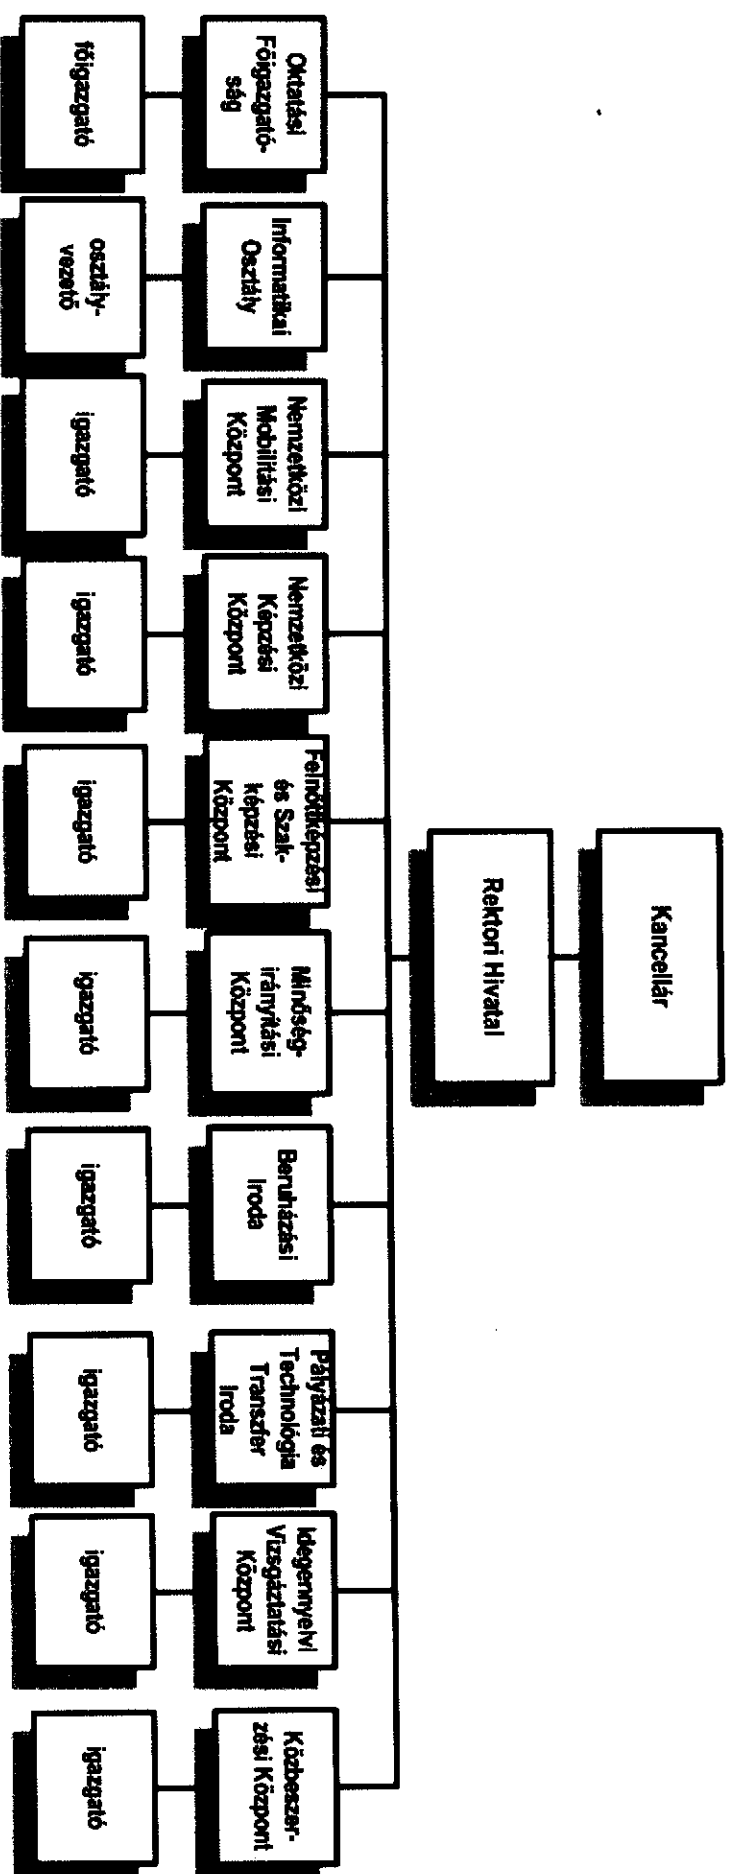 Kancellár
Rektori Hivatal
Oktatási
Főigazgató-
ság
Informatikai
Osztály
Nemzetközi
Mobilitási
Központ
Nemzetközi
Képzési
Központ
Felnőttképzési
és Szak-
képzési
Központ
Minőség-
irányítási
Központ
Beruházási
Iroda
Pályázati és
Technológia
Transzfer
Iroda
Idegennyelvi
Vizsgáztatási
Központ
Közbeszer-
zési Központ
főigazgató
osztály-
vezető
igazgató
igazgató
igazgató
igazgató
igazgató
igazgató
igazgató
igazgató